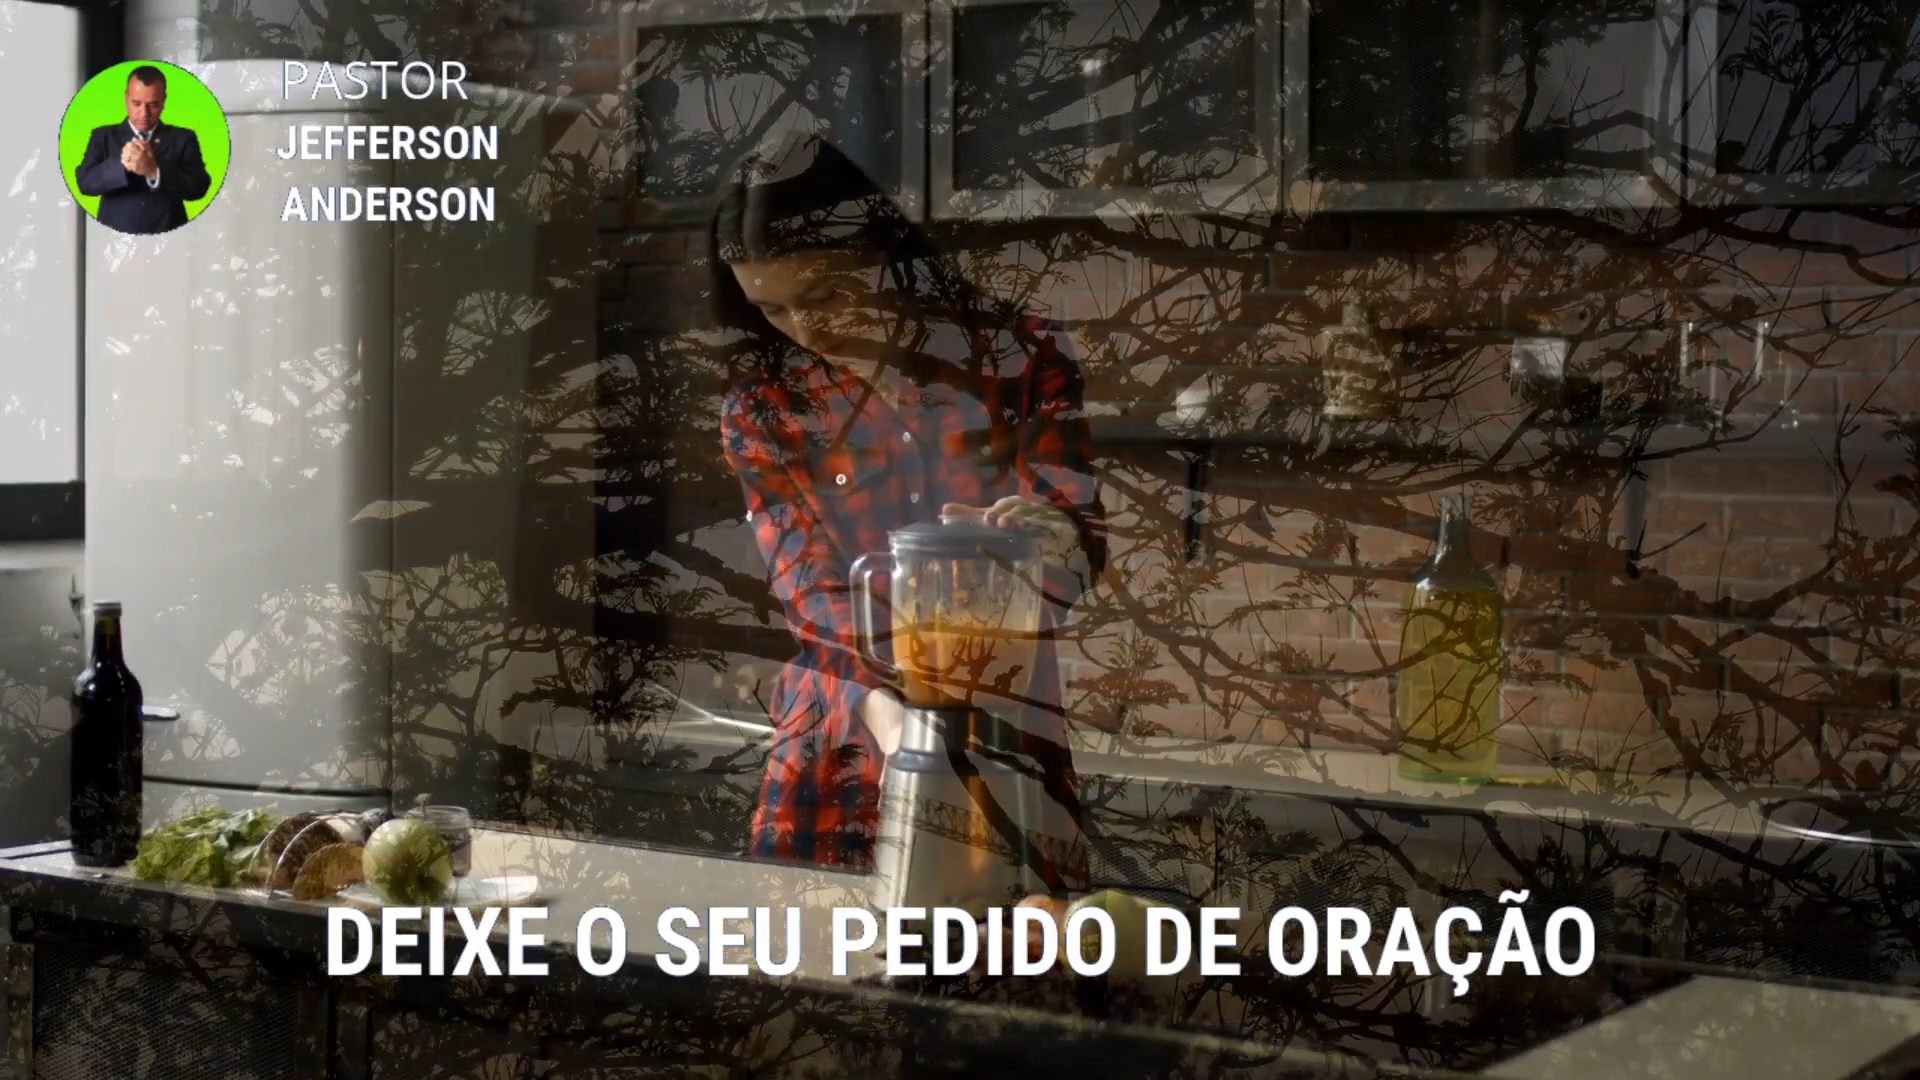 PASTOR
JEFFERSON
ANDERSON
DEIXE O SEU PEDIDO DE ORAÇÃO